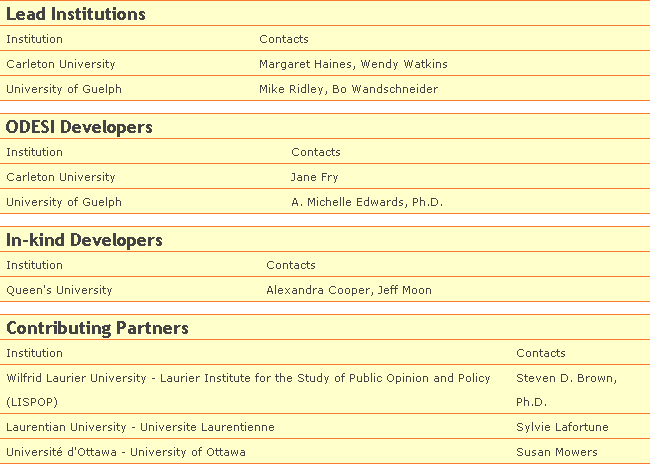 Lead Institutions
Institution Contacts
Carleton University Margaret Haines, Wendy Watkins
University of Guelph Mike Ridley, Bo Wandschneider
ODESI Developers
Institution Contacts
Carleton University Jane Fry
University of Guelph A. Michelle Edwards, Ph.D.
In-kind Developers
Institution Contacts
Queen's University Alexandra Cooper, Jeff Moon
Contributing Partners
Institution Contacts
Wilfrid Laurier University - Laurier Institute for the Study of Public Opinion and Policy Steven D. Brown,
(LISPOP) Ph.D.
Laurentian University - Universite Laurentienne Sylvie Lafortune
Université d'Ottawa - University of Ottawa Susan Mowers